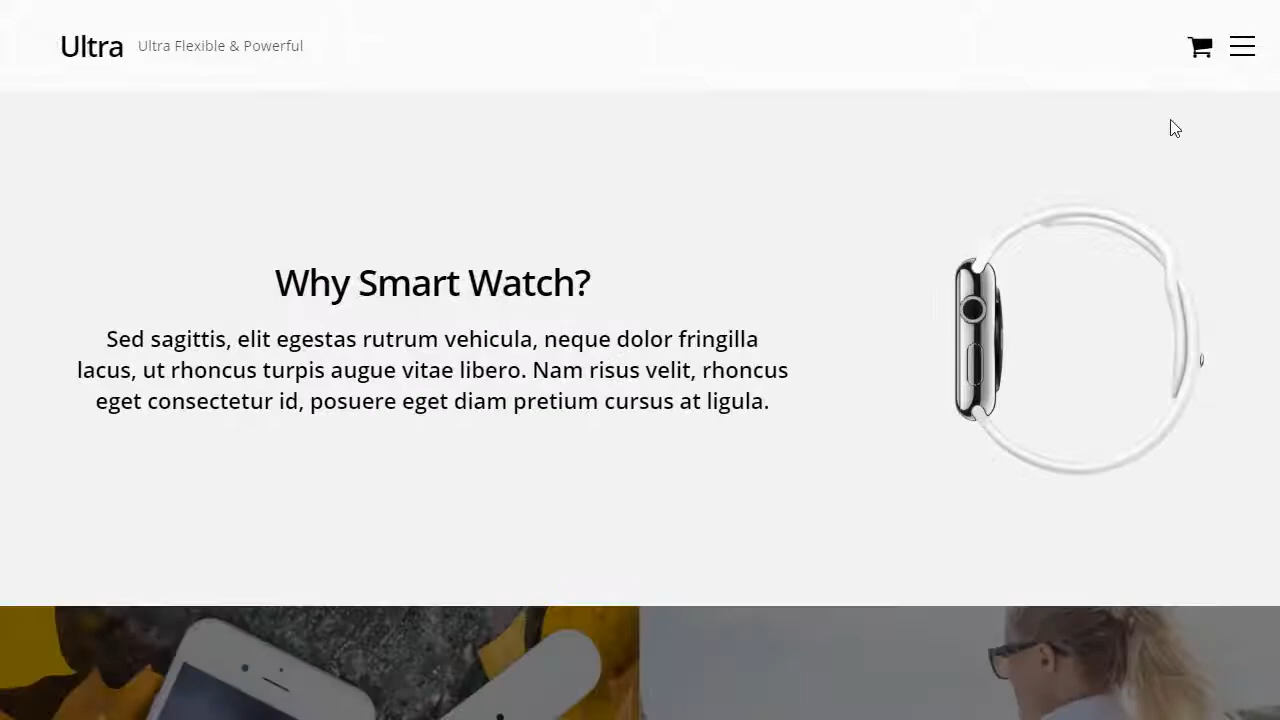 Ultra Ultra Flexible & Powerful
Why Smart Watch?
Sed sagittis, elit egestas rutrum vehicula, neque dolor fringilla
lacus, ut rhoncus turpis augue vitae libero. Nam risus velit, rhoncus
eget consectetur id, posuere eget diam pretium cursus at ligula.